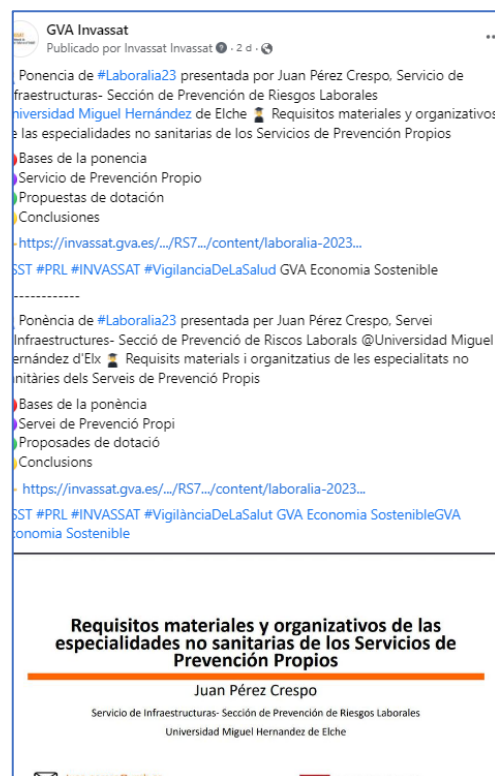 GVA Invassat
Publicado por Invassat Invassat · 2 d ·
Ponencia de #Laboralia23 presentada por Juan Pérez Crespo, Servicio de
fraestructuras- Sección de Prevención de Riesgos Laborales
niversidad Miguel Hernández de Elche Requisitos materiales y organizativos
e las especialidades no sanitarias de los Servicios de Prevención Propios
Bases de la ponencia
Servicio de Prevención Propio
Propuestas de dotación
Conclusiones
https://invassat.gva.es/.../RS7.../content/laboralia-2023...
SST #PRL #INVASSAT #VigilanciaDeLaSalud GVA Economia Sostenible
------------
Ponència de #Laboralia23 presentada per Juan Pérez Crespo, Servei
Infraestructures- Secció de Prevenció de Riscos Laborals @Universidad Miguel
ernández d'Elx Requisits materials i organitzatius de les especialitats no
nitàries dels Serveis de Prevenció Propis
Bases de la ponència
Servei de Prevenció Propi
Proposades de dotació
Conclusions
https://invassat.gva.es/.../RS7.../content/laboralia-2023...
SST #PRL #INVASSAT #VigilànciaDeLaSalut GVA Economia SostenibleGVA
conomia Sostenible
Requisitos materiales y organizativos de las
especialidades no sanitarias de los Servicios de
Prevención Propios
Juan Pérez Crespo
Servicio de Infraestructuras- Sección de Prevención de Riesgos Laborales
Universidad Miguel Hernandez de Elche